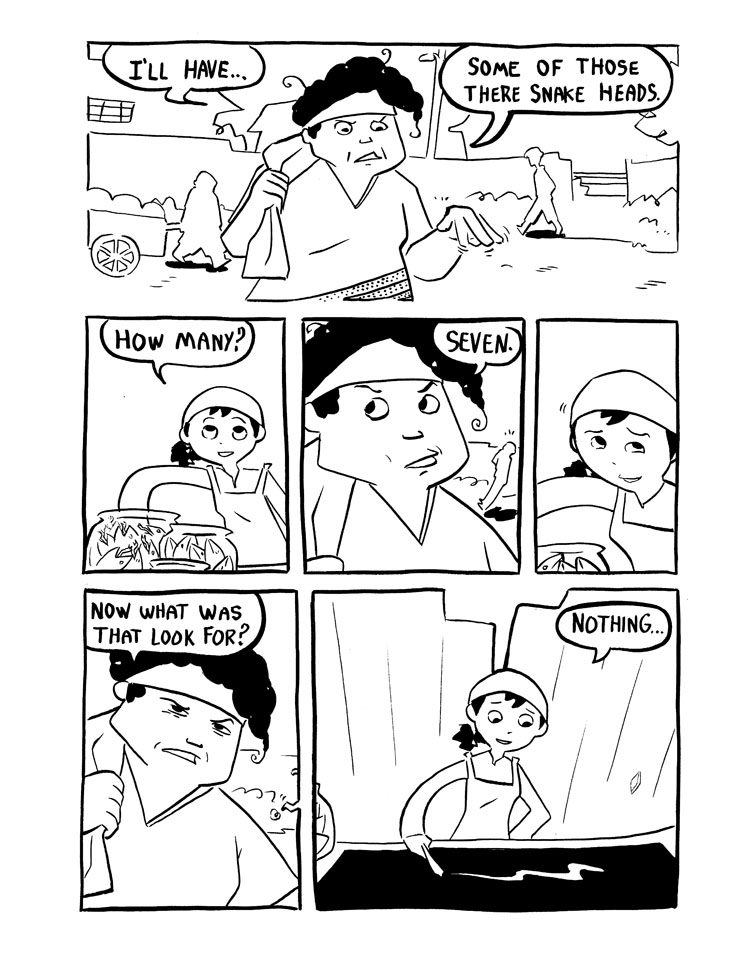 I'LL HAVE...
SOME OF THOSE
THERE SNAKE HEADS.
HOW MANY?
SEVEN.
NOW WHAT WAS
THAT LOOK FOR?
NOTHING...